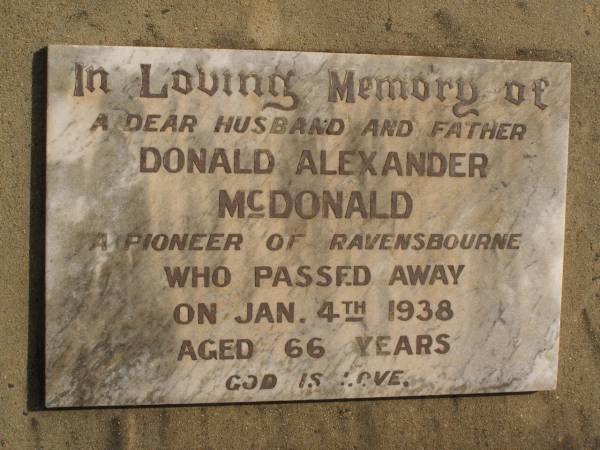 In Loving Memory of
A DEAR HUSBAND AND FATHER
DONALD ALEXANDER
McDONALD
A PIONEER OF RAVENSBOURNE
WHO PASSED AWAY
ON JAN. 4TH 1938
AGED 66 YEARS
GOD IS LOVE.